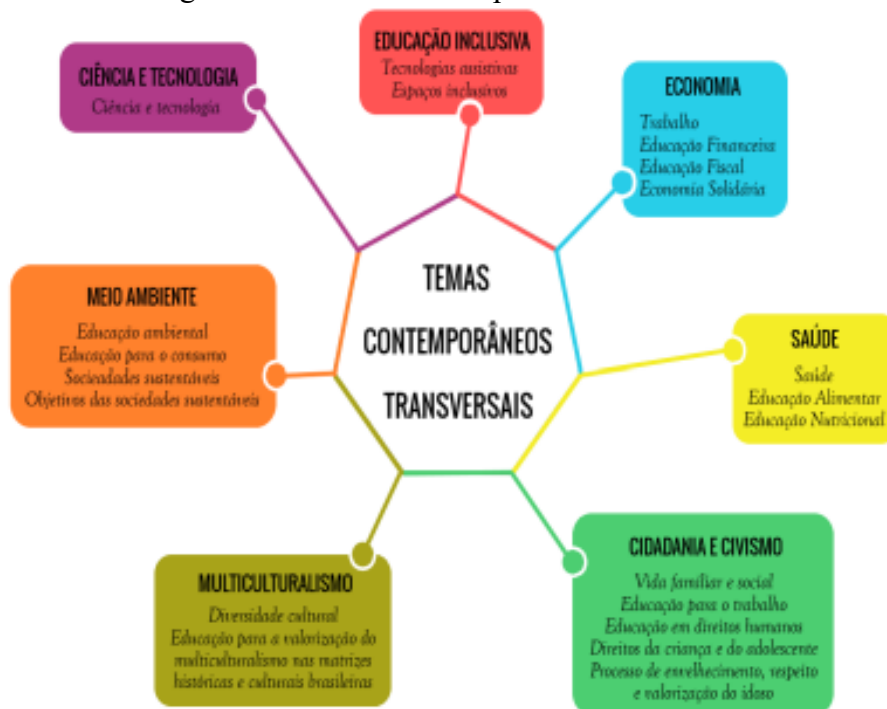 EDUCAÇÃO INCLUSIVA
Tecnologias assistivas
Espaços inclusivos
CIÊNCIA E TECNOLOGIA
Ciência e tecnologia
ECONOMIA
Trabalho
Educação Financeira
Educação Fiscal
Economia Solidária
TEMAS
CONTEMPORÂNEOS
TRANSVERSAIS
MEIO AMBIENTE
Educação ambiental
Educação para o consumo
Sociedades sustentáveis
Objetivos das sociedades sustentáveis
SAÚDE
Saúde
Educação Alimentar
Educação Nutricional
MULTICULTURALISMO
Diversidade cultural
Educação para a valorização do
multiculturalismo nas matrizes
históricas e culturais brasileiras
CIDADANIA E CIVISMO
Vida familiar e social
Educação para o trabalho
Educação em direitos humanos
Direitos da criança e do adolescente
Processo de envelhecimento, respeito
e valorização do idoso